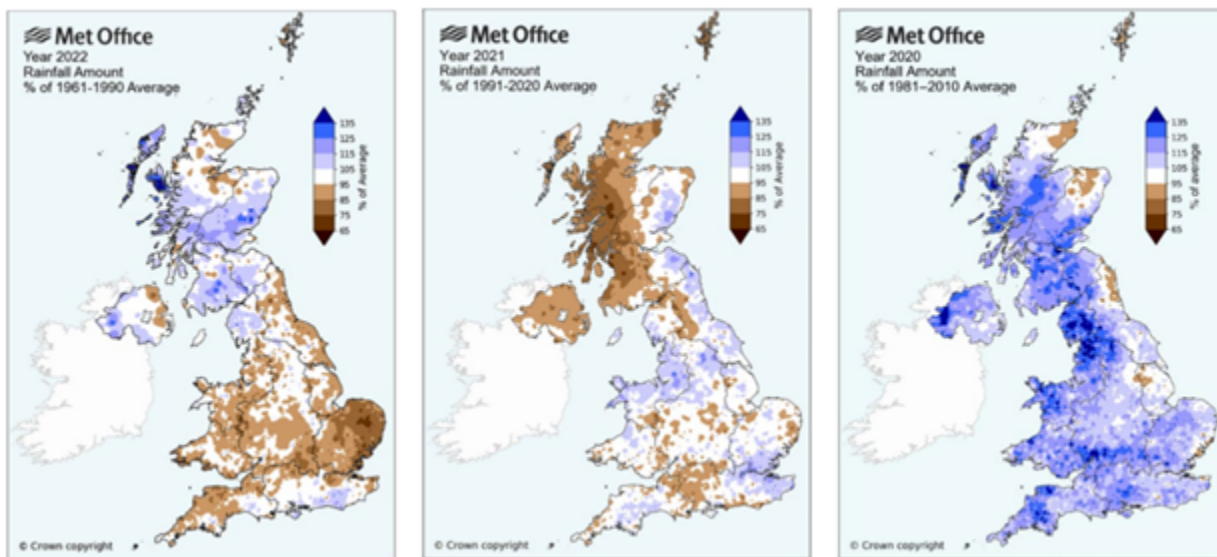 Met Office
Year 2022
Rainfall Amount
% of 1961-1990 Average
135
125
115
105
95
85
75
65
% of Average
© Crown copyright
Met Office
Year 2021
Rainfall Amount
% of 1991-2020 Average
135
125
115
105
95
85
75
65
% of Average
© Crown copyright
Met Office
Year 2020
Rainfall Amount
% of 1981–2010 Average
135
125
115
105
95
85
75
65
% of Average
© Crown copyright